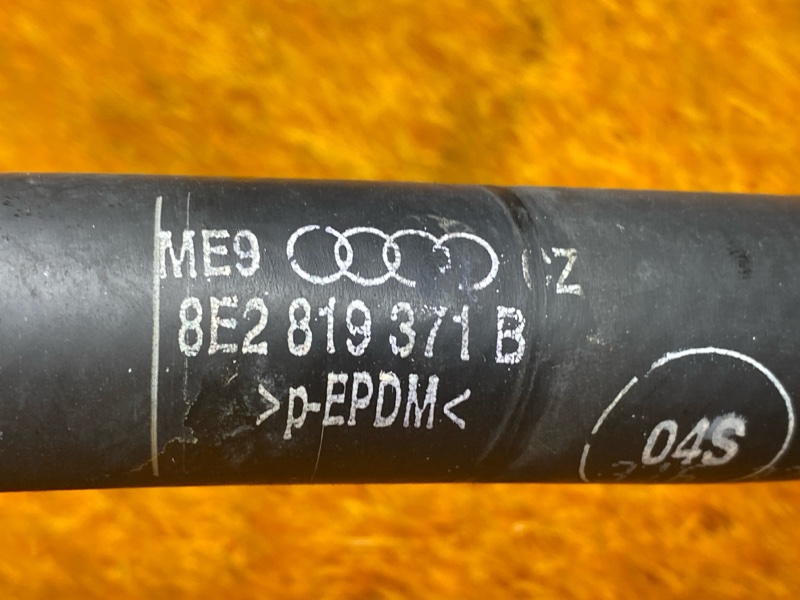 ME9 CZ
8E2 819 371 B
>p-EPDM<
04S